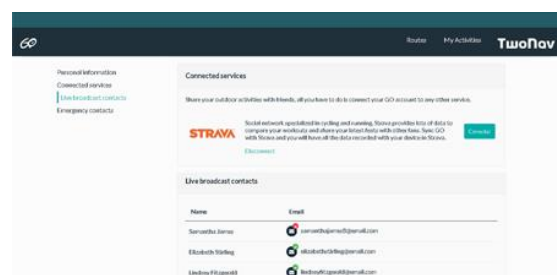 GO
Routes My Activities TwoNav
Personal information
Connected services
Live broadcast contacts
Emergency contacts
Connected services
Share your outdoor activities with friends, all you have to do is connect your GO account to any other service.
STRAVA
Social network specialized in cycling and running. Strava provides lots of data to
compare your workouts and share your latest feats with other fans. Sync GO
with Strava and you will have all the data recorded with your device in Strava.
Disconnect
Live broadcast contacts
Name Email
Samantha
Elizabeth Stirling
Lindsay Fitzgerald